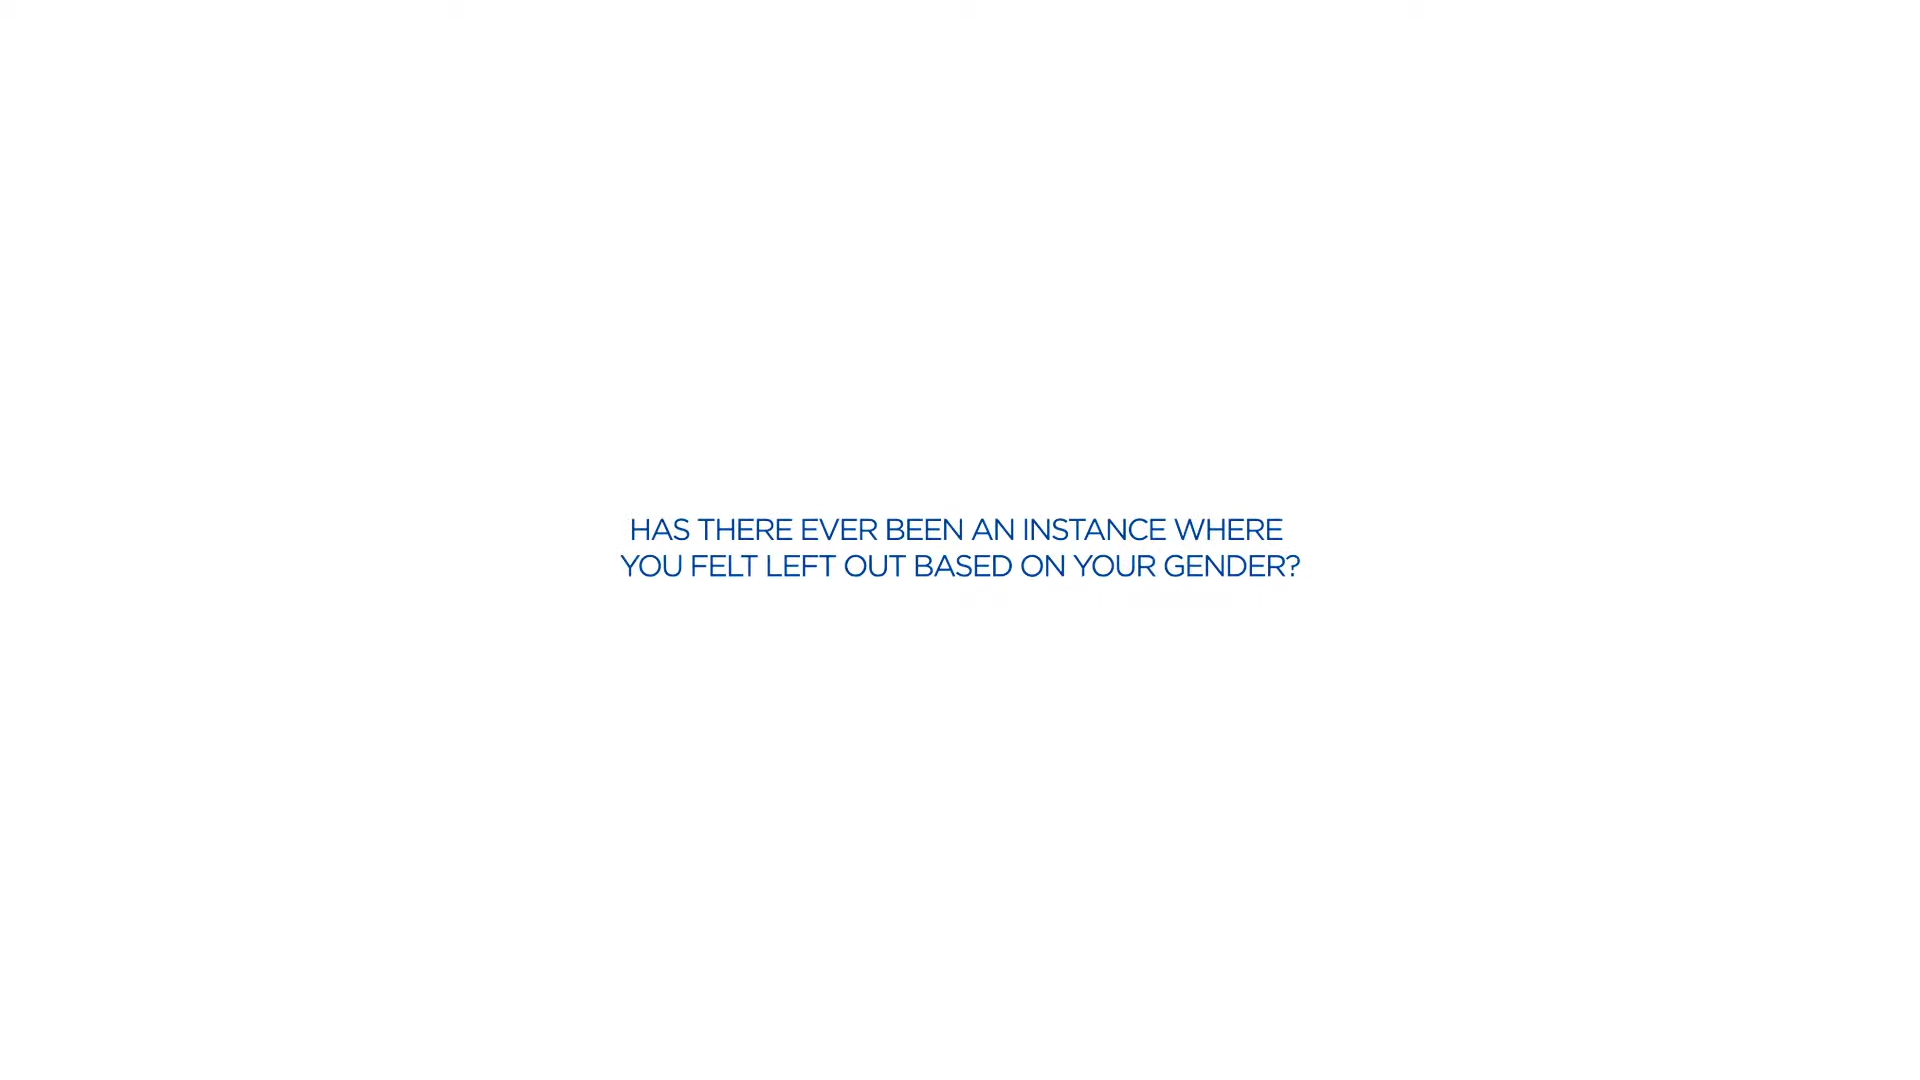 HAS THERE EVER BEEN AN INSTANCE WHERE
YOU FELT LEFT OUT BASED ON YOUR GENDER?